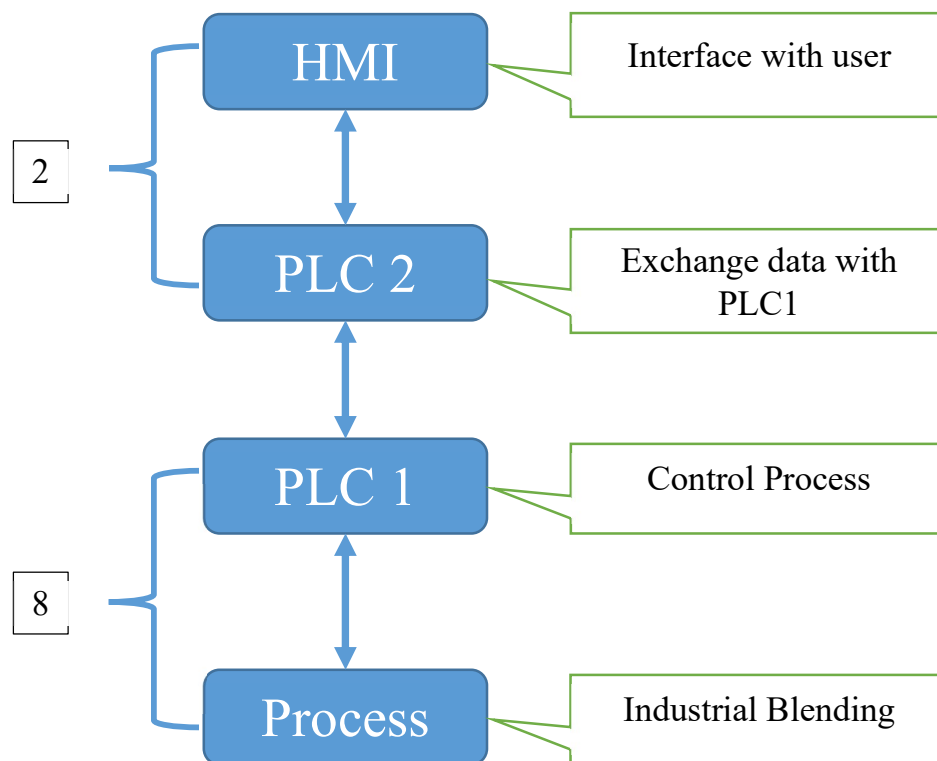 HMI
Interface with user
2
PLC 2
Exchange data with
PLC1
PLC 1
Control Process
8
Process
Industrial Blending